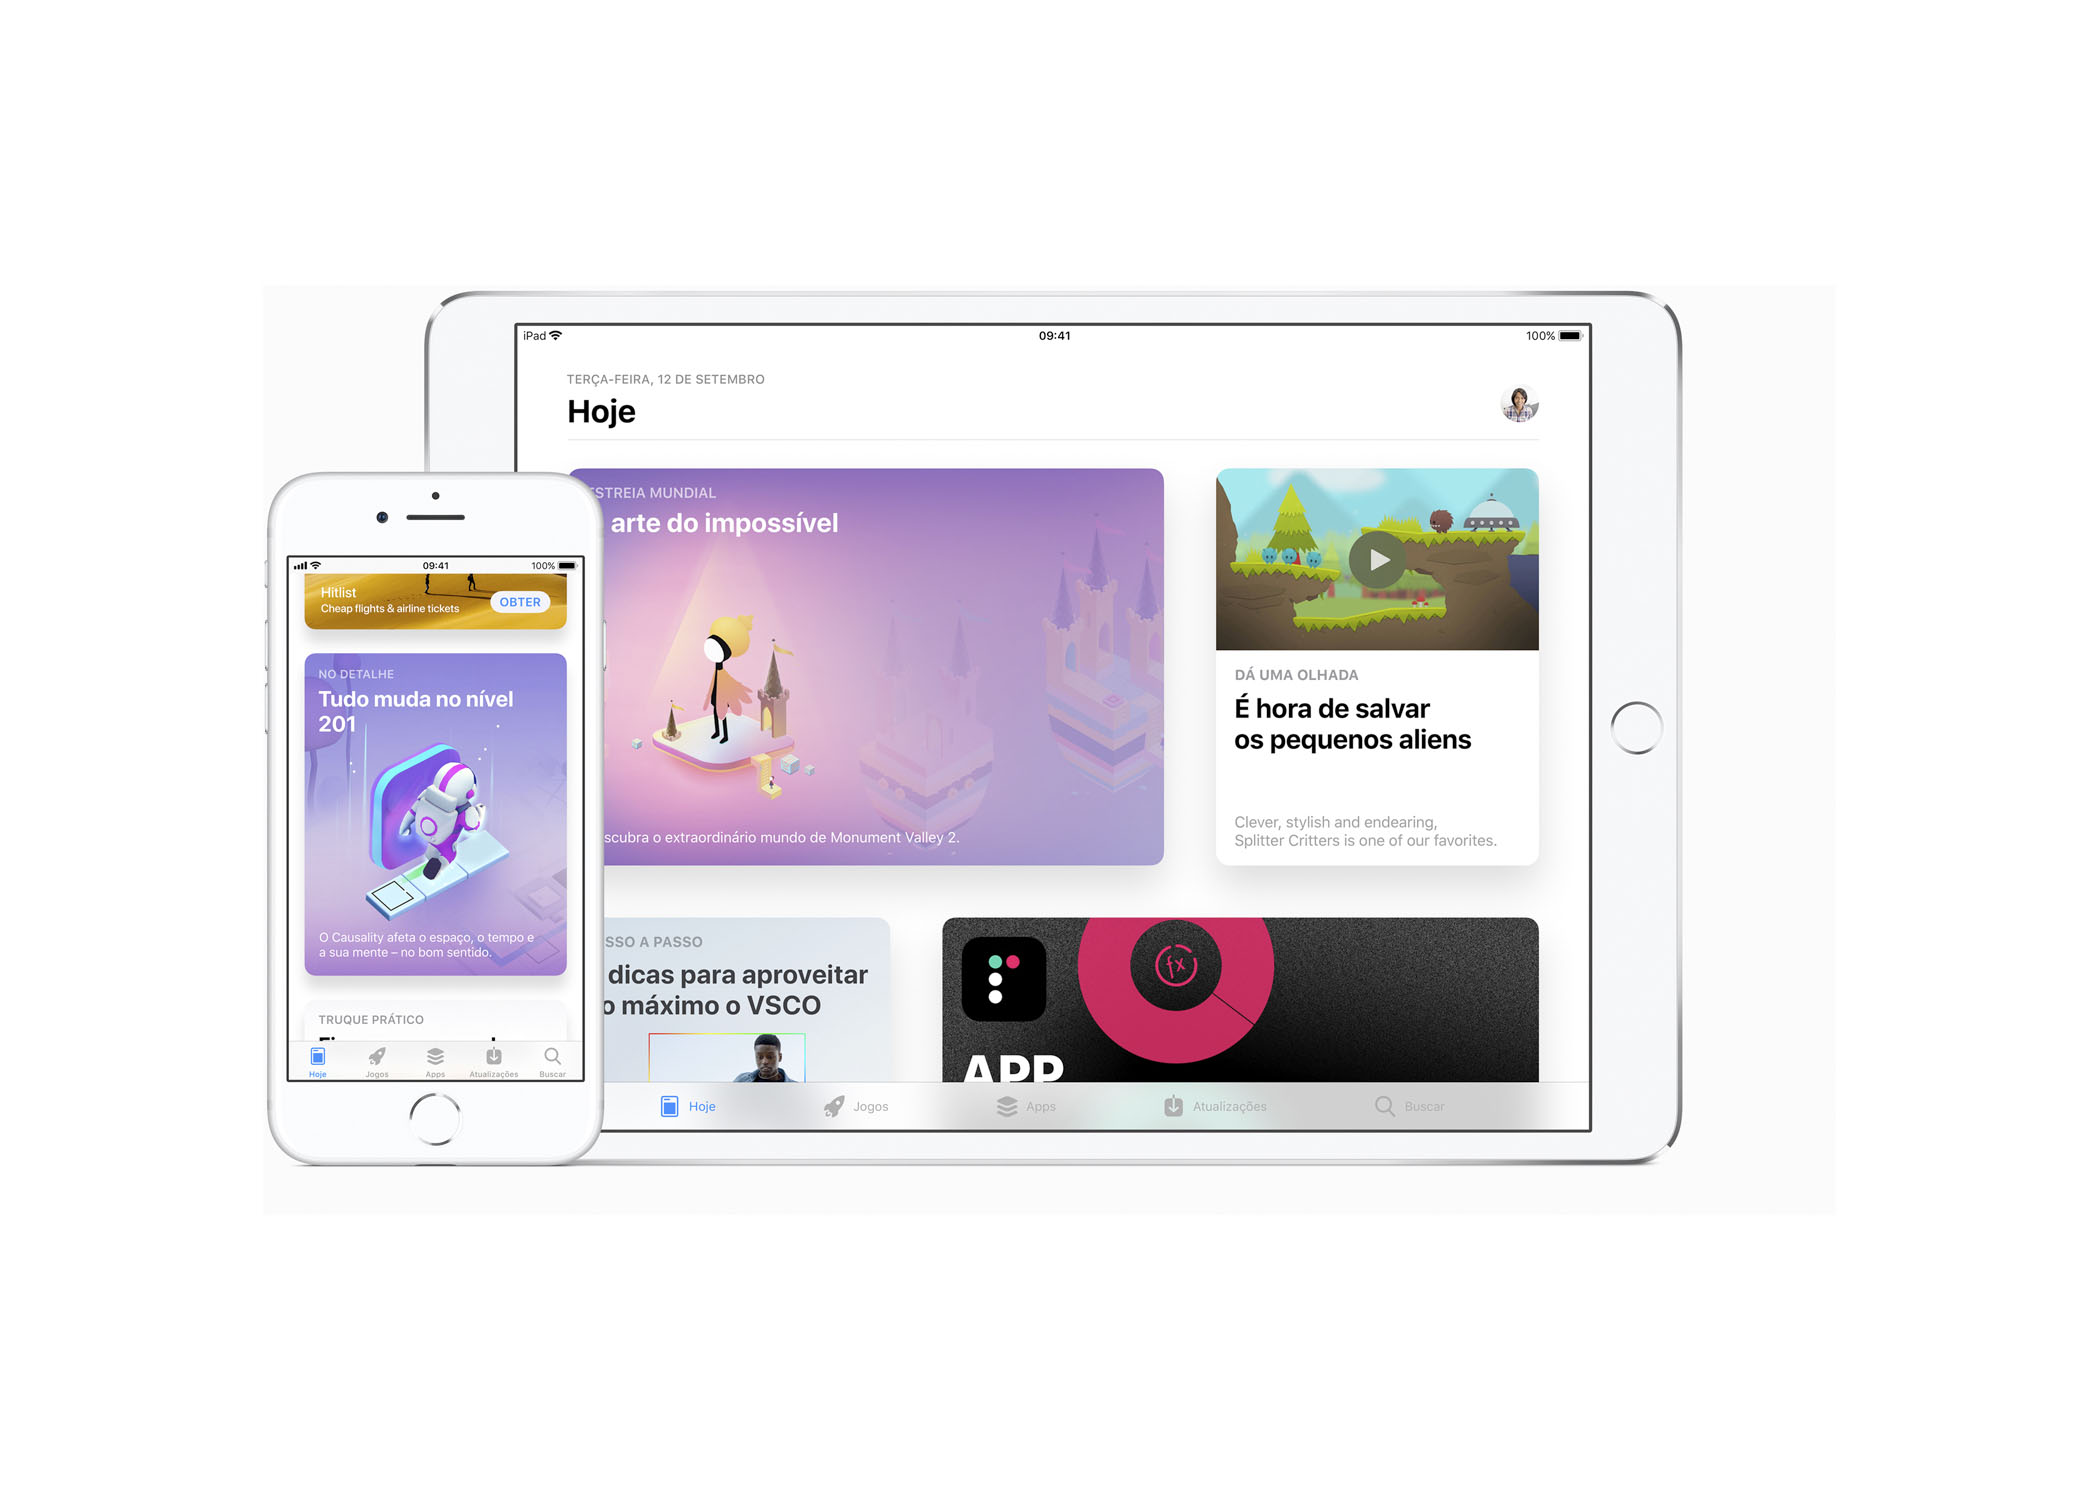 iPad
09:41
100%
TERÇA-FEIRA, 12 DE SETEMBRO
Hoje
ESTREIA MUNDIAL
arte do impossível
scubra o extraordinário mundo de Monument Valley 2.
DÁ UMA OLHADA
É hora de salvar
os pequenos aliens
Clever, stylish and endearing,
Splitter Critters is one of our favorites.
SSO A PASSO
dicas para aproveitar
o máximo o VSCO
fx
APP
Hoje
Jogos
Apps
Atualizações
Buscar
09:41
100%
Hitlist
Cheap flights & airline tickets
OBTER
NO DETALHE
Tudo muda no nível
201
O Causality afeta o espaço, o tempo e
a sua mente – no bom sentido.
TRUQUE PRÁTICO
Hoje
Jogos
Apps
Atualizações
Buscar